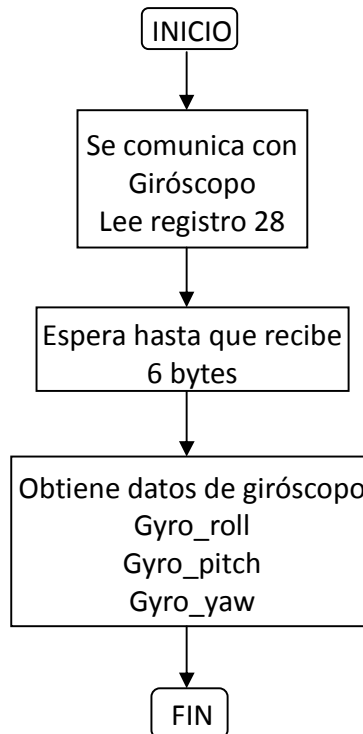 INICIO
Se comunica con
Giróscopo
Lee registro 28
Espera hasta que recibe
6 bytes
Obtiene datos de giróscopo
Gyro_roll
Gyro_pitch
Gyro_yaw
FIN